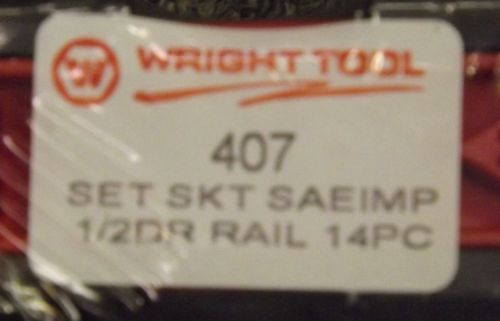 W WRIGHT TOOL
407
SET SKT SAEIMP
1/2DR RAIL 14PC